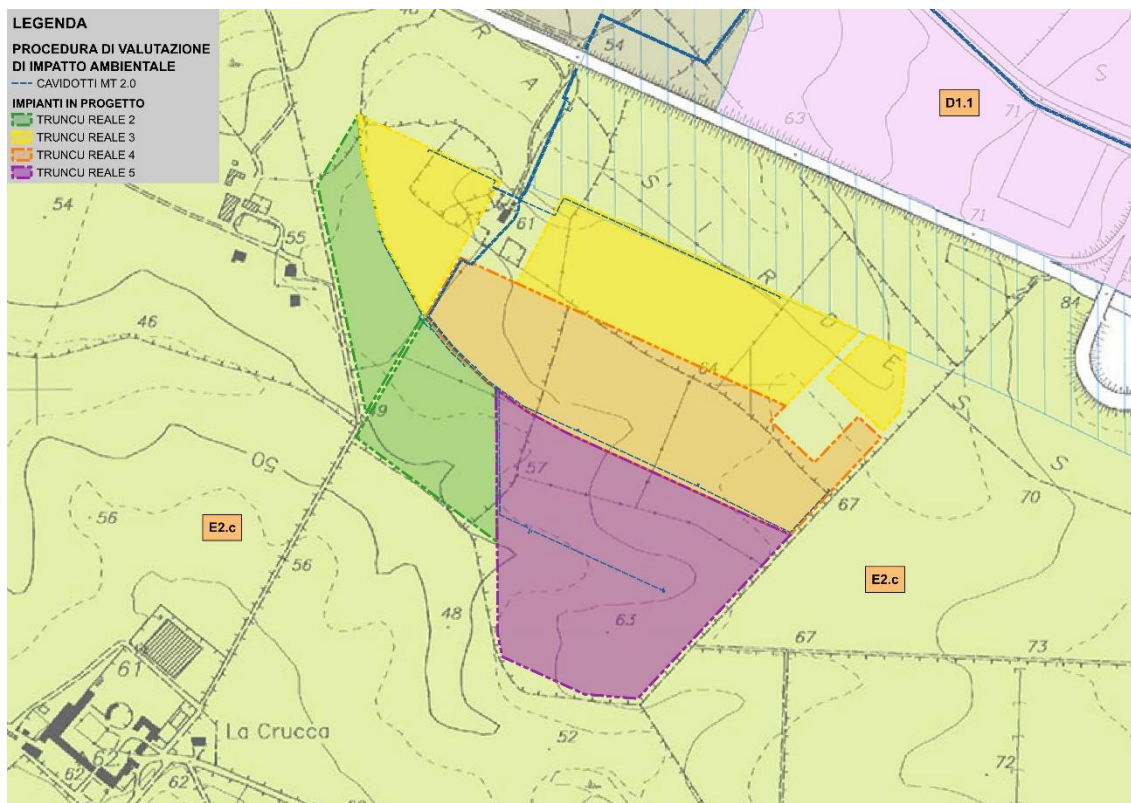 LEGENDA
PROCEDURA DI VALUTAZIONE
DI IMPATTO AMBIENTALE
CAVIDOTTI MT 2.0
IMPIANTI IN PROGETTO
TRUNCU REALE 2
TRUNCU REALE 3
TRUNCU REALE 4
TRUNCU REALE 5
R
54
A
S
D1.1
71
63
54
S
'
55
61
I
71
R
84
46
D
E
64
49
S
50
57
67
S
70
56
E2.c
56
E2.c
48
63
67
73
61
La Crucca
52
62
62
62
72